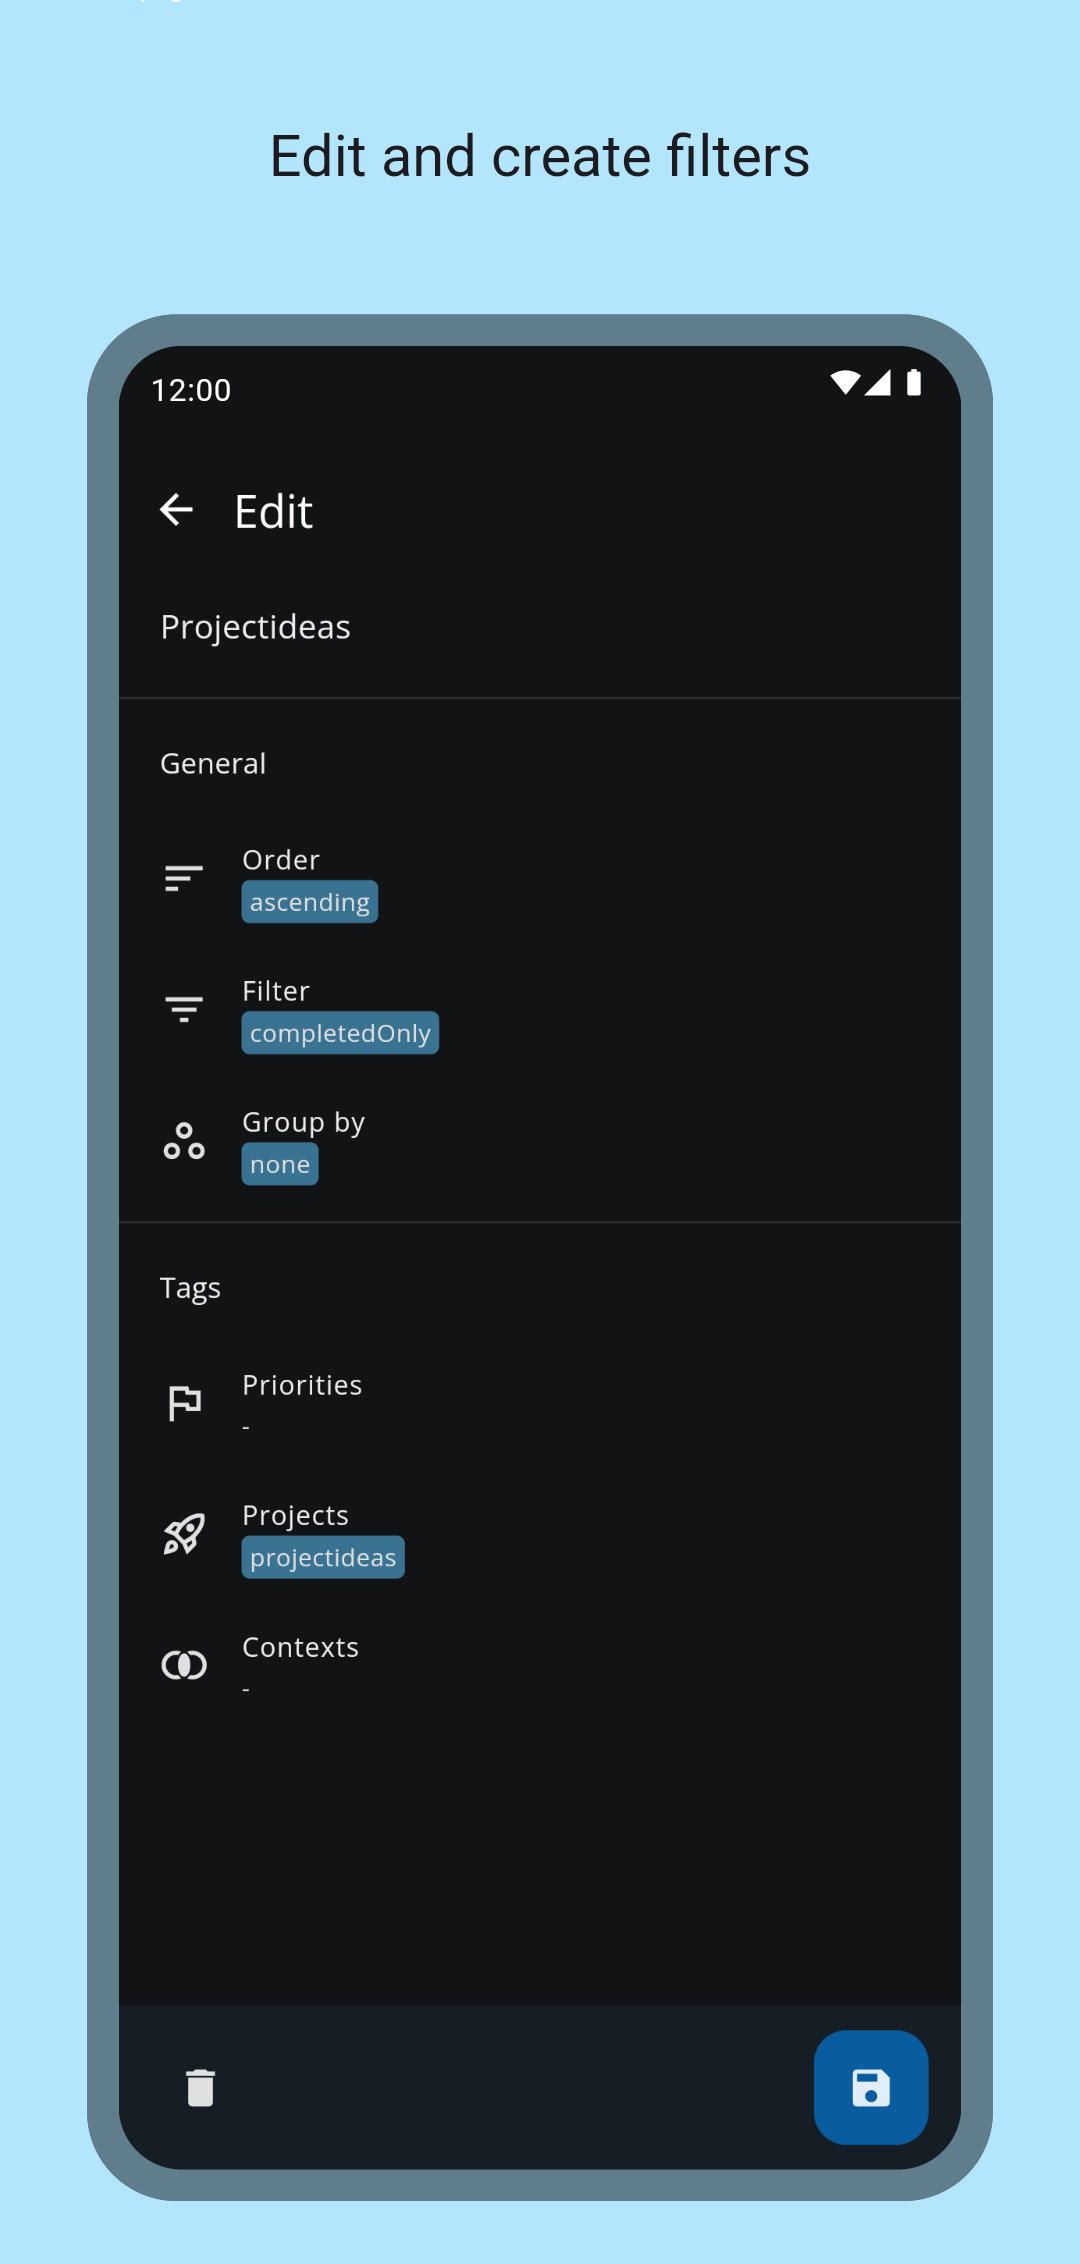 Edit and create filters
12:00
Edit
Projectideas
General
Order
ascending
Filter
completedOnly
Group by
none
Tags
Priorities
-
Projects
projectideas
Contexts
-